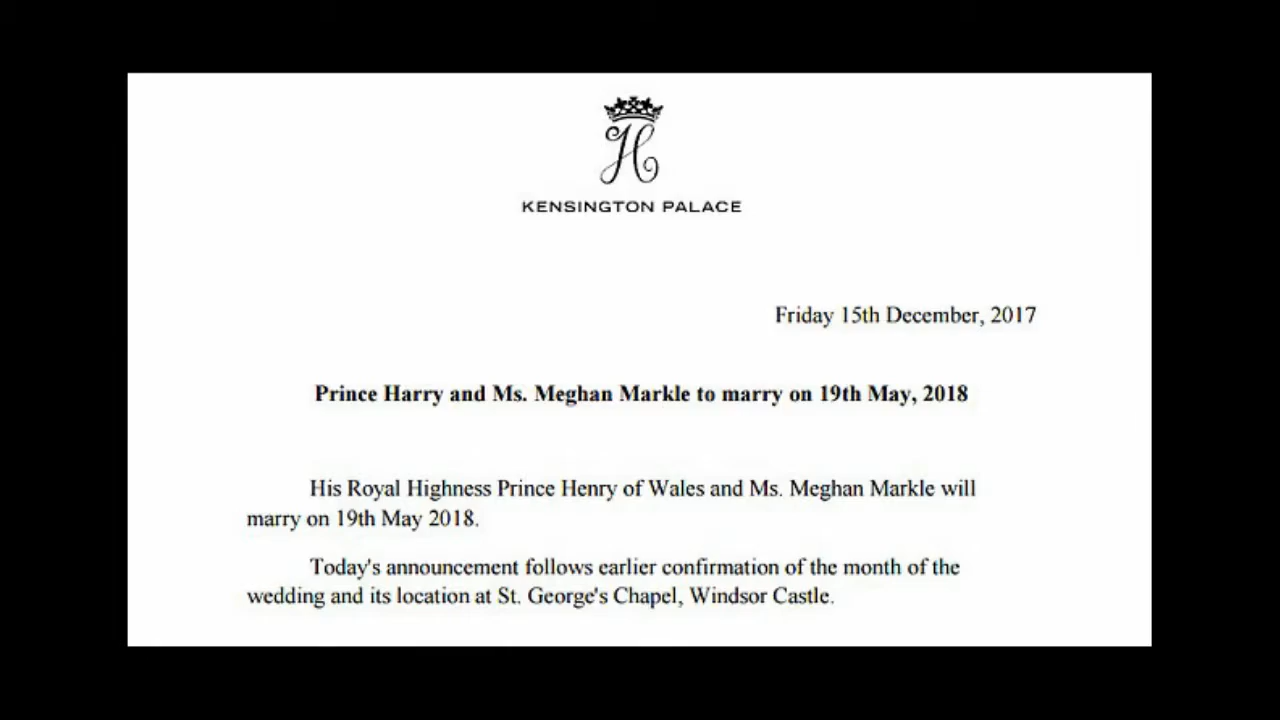 H
KENSINGTON PALACE
Friday 15th December, 2017
Prince Harry and Ms. Meghan Markle to marry on 19th May, 2018
His Royal Highness Prince Henry of Wales and Ms. Meghan Markle will
marry on 19th May 2018.
Today's announcement follows earlier confirmation of the month of the
wedding and its location at St. George's Chapel, Windsor Castle.